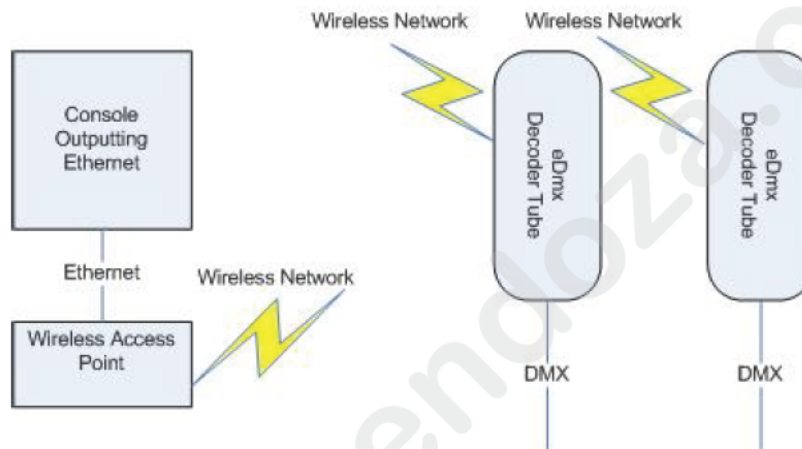 Wireless Network
Wireless Network
Console
Outputting
Ethernet
eDmx
Decoder Tube
eDmx
Decoder Tube
Ethernet
Wireless Network
Wireless Access
Point
DMX
DMX
endoza.c